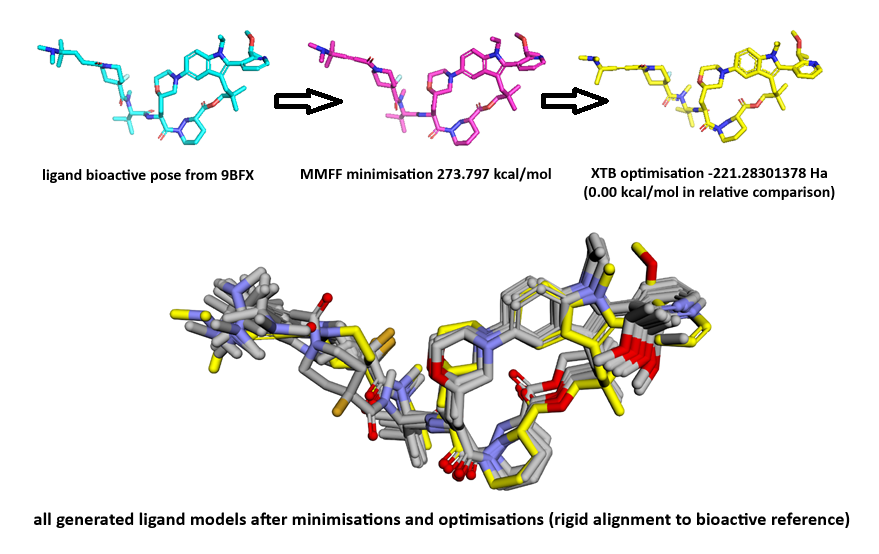 ligand bioactive pose from 9BFX
MMFF minimisation 273.797 kcal/mol
XTB optimisation -221.28301378 Ha
(0.00 kcal/mol in relative comparison)
all generated ligand models after minimisations and optimisations (rigid alignment to bioactive reference)